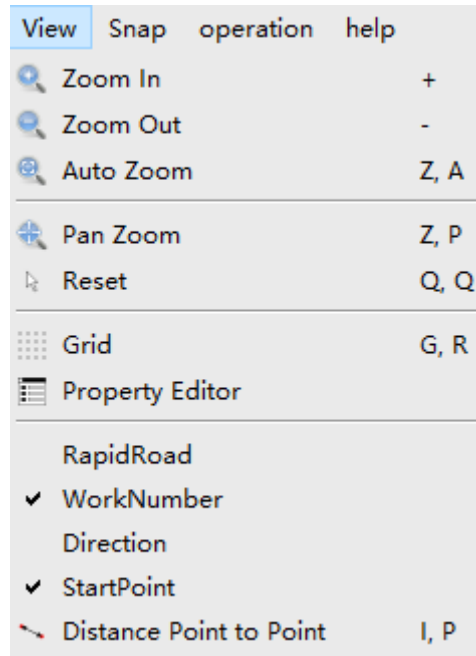 View Snap operation help
Zoom In +
Zoom Out -
Auto Zoom Z, A
Pan Zoom Z, P
Reset Q, Q
Grid G, R
Property Editor
RapidRoad
WorkNumber
Direction
StartPoint
Distance Point to Point I, P